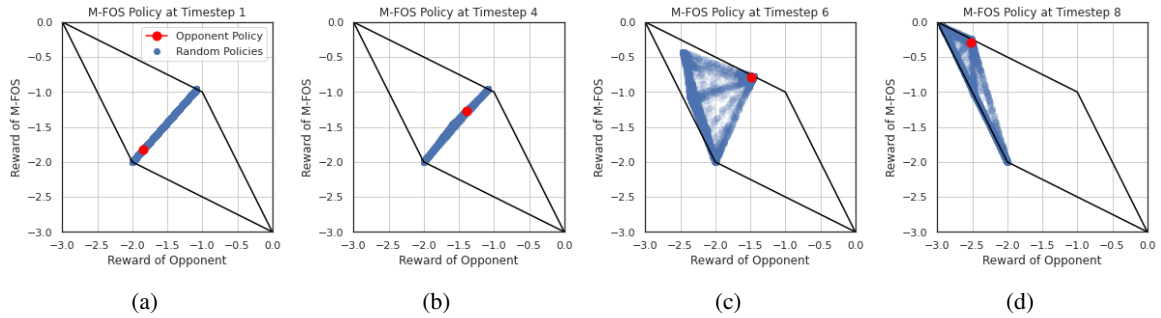 M-FOS Policy at Timestep 1
Opponent Policy
Random Policies
0.0
−0.5
−1.0
−1.5
−2.0
−2.5
−3.0
Reward of M-FOS
−3.0 −2.5 −2.0 −1.5 −1.0 −0.5 0.0
Reward of Opponent
(a)
M-FOS Policy at Timestep 4
0.0
−0.5
−1.0
−1.5
−2.0
−2.5
−3.0
Reward of M-FOS
−3.0 −2.5 −2.0 −1.5 −1.0 −0.5 0.0
Reward of Opponent
(b)
M-FOS Policy at Timestep 6
0.0
−0.5
−1.0
−1.5
−2.0
−2.5
−3.0
Reward of M-FOS
−3.0 −2.5 −2.0 −1.5 −1.0 −0.5 0.0
Reward of Opponent
(c)
M-FOS Policy at Timestep 8
0.0
−0.5
−1.0
−1.5
−2.0
−2.5
−3.0
Reward of M-FOS
−3.0 −2.5 −2.0 −1.5 −1.0 −0.5 0.0
Reward of Opponent
(d)